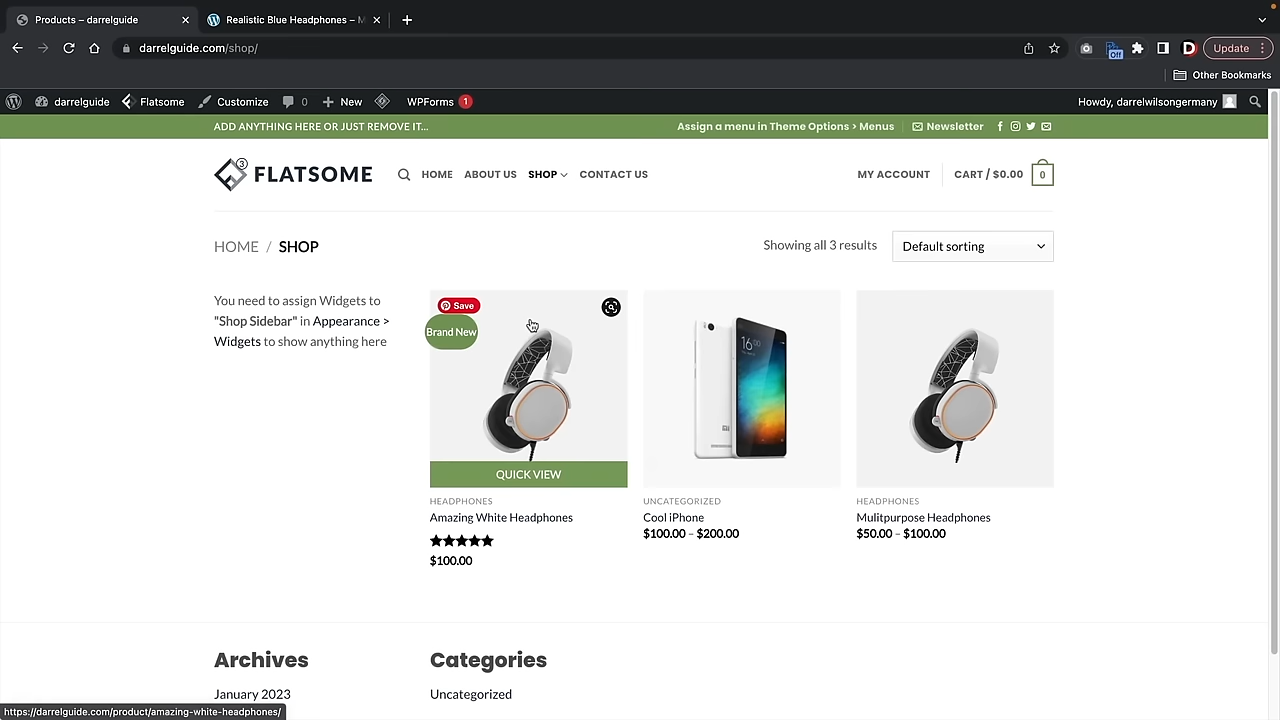 Products – darrelguide
Realistic Blue Headphones – M
darrelguide.com/shop/
Off
D
Update
Other Bookmarks
darrelguide
Flatsome
Customize
0
New
WPForms 1
Howdy, darrelwilsongermany
ADD ANYTHING HERE OR JUST REMOVE IT...
Assign a menu in Theme Options > Menus
Newsletter
3
FLATSOME
HOME
ABOUT US
SHOP
CONTACT US
MY ACCOUNT
CART / $0.00
0
HOME / SHOP
Showing all 3 results
Default sorting
You need to assign Widgets to
"Shop Sidebar" in Appearance >
Widgets to show anything here
Save
Brand New
QUICK VIEW
HEADPHONES
Amazing White Headphones
$100.00
16:00
MI
UNCATEGORIZED
Cool iPhone
$100.00 – $200.00
HEADPHONES
Mulitpurpose Headphones
$50.00 – $100.00
Archives
January 2023
Categories
Uncategorized
https://darrelguide.com/product/amazing-white-headphones/